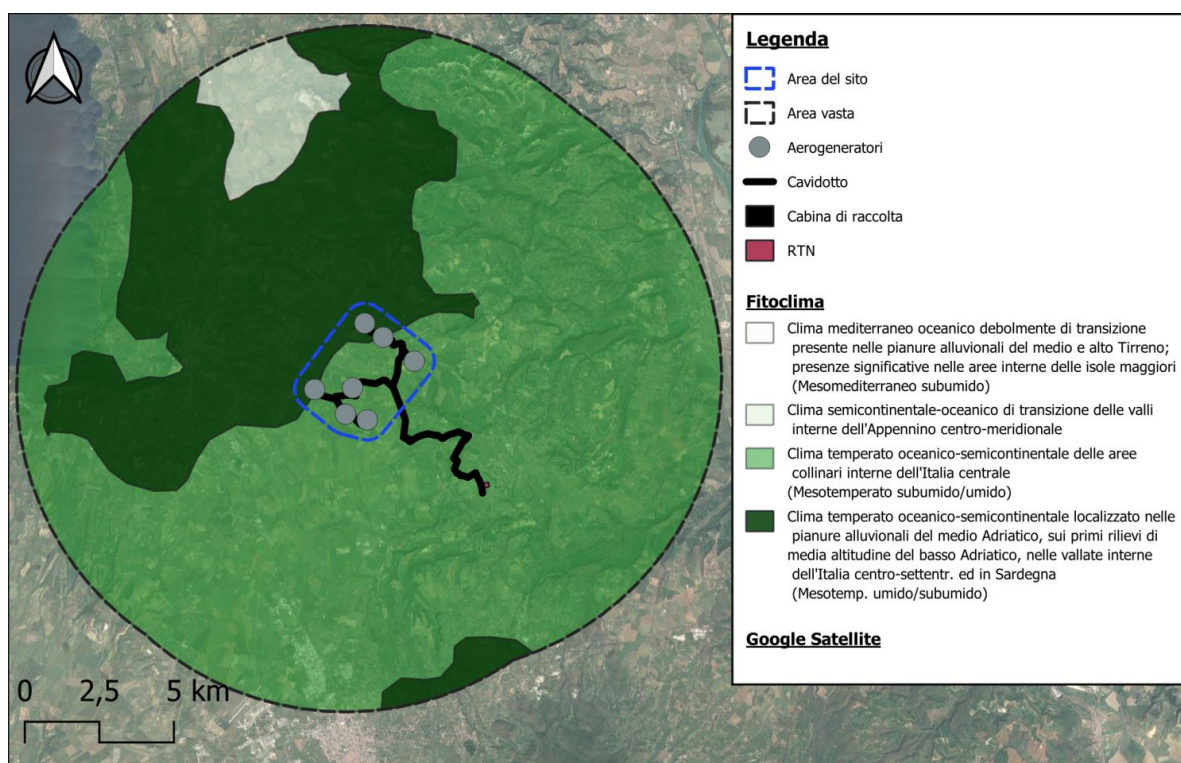 Legenda
Area del sito
Area vasta
Aerogeneratori
Cavidotto
Cabina di raccolta
RTN
Fitoclima
Clima mediterraneo oceanico debolmente di transizione
presente nelle pianure alluvionali del medio e alto Tirreno;
presenze significative nelle aree interne delle isole maggiori
(Mesomediterraneo subumido)
Clima semicontinentale-oceanico di transizione delle valli
interne dell'Appennino centro-meridionale
Clima temperato oceanico-semicontinentale delle aree
collinari interne dell'Italia centrale
(Mesotemperato subumido/umido)
Clima temperato oceanico-semicontinentale localizzato nelle
pianure alluvionali del medio Adriatico, sui primi rilievi di
media altitudine del basso Adriatico, nelle vallate interne
dell'Italia centro-settentr. ed in Sardegna
(Mesotemp. umido/subumido)
Google Satellite
0 2,5 5 km